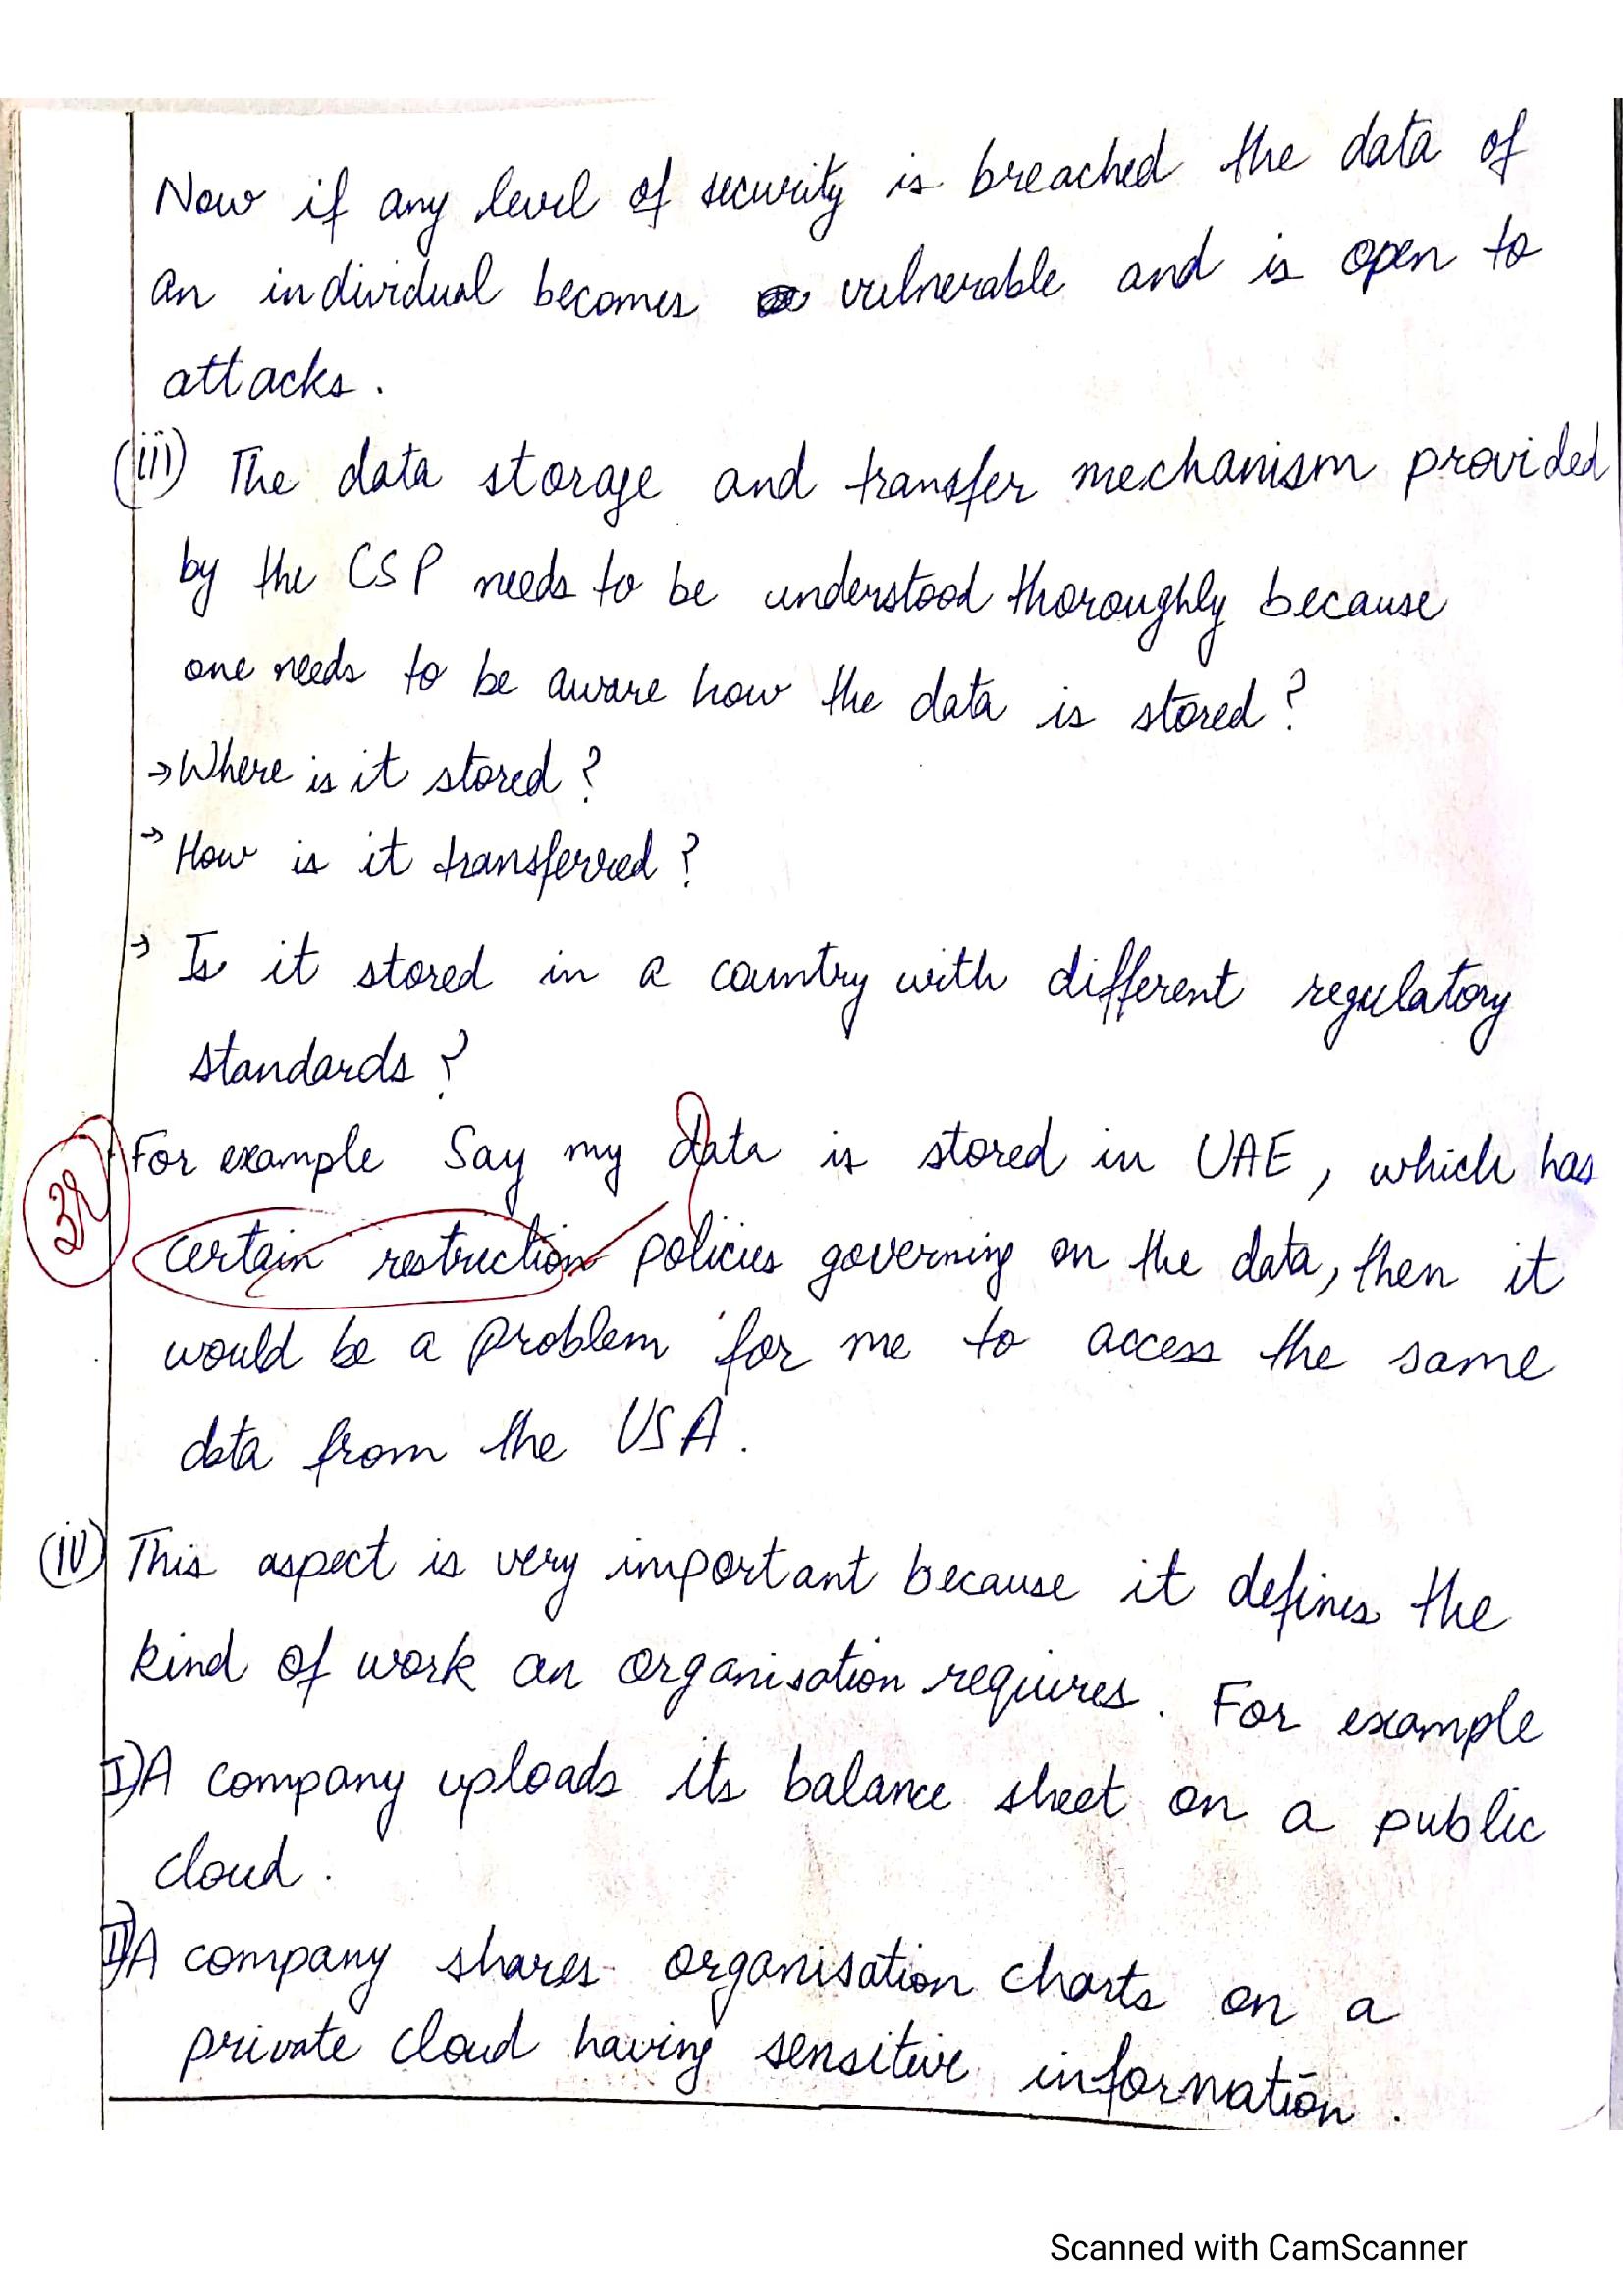 Now if any level of security is breached the data of
an individual becomes vulnerable and is open to
attacks.
(iii) The data storage and transfer mechanism provided
by the CSP needs to be understood thoroughly because
one needs to be aware how the data is stored?
→ Where is it stored?
→ How is it transferred?
→ Is it stored in a country with different regulatory
standards?
For example Say my data is stored in UAE, which has
certain restruction policies governing on the data, then it
would be a problem for me to access the same
data from the USA.
(iv) This aspect is very important because it defines the
kind of work an organisation requires. For example
I) A company uploads its balance sheet on a public
cloud.
II) A company shares organisation charts on a
private cloud having sensitive information.
Scanned with CamScanner